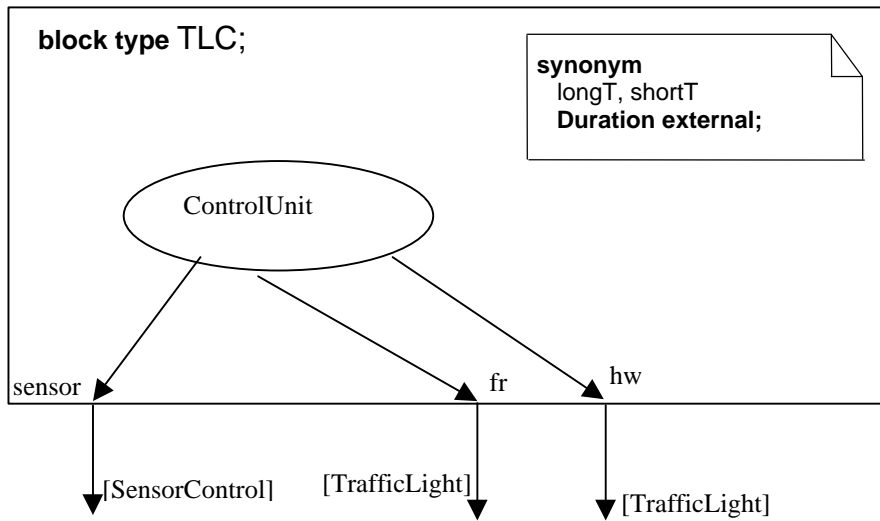 block type TLC;
synonym
longT, shortT
Duration external;
ControlUnit
sensor
fr
hw
[SensorControl]
[TrafficLight]
[TrafficLight]